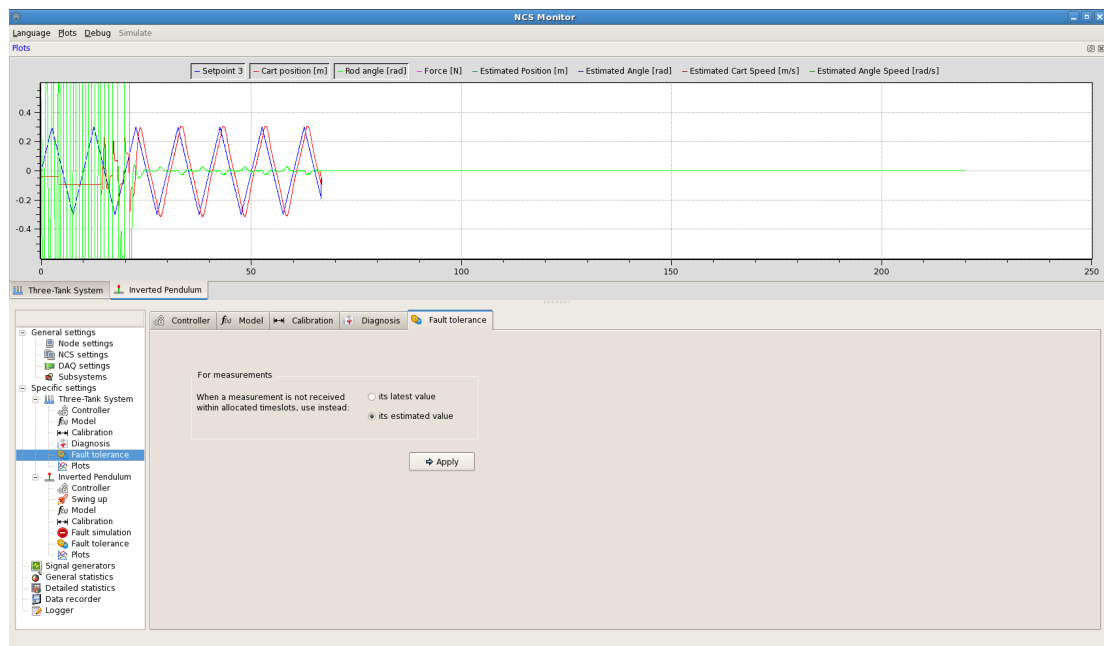 NCS Monitor
Language Plots Debug Simulate
Plots
Setpoint 3 Cart position [m] Rod angle [rad] Force [N] Estimated Position [m] Estimated Angle [rad] Estimated Cart Speed [m/s] Estimated Angle Speed [rad/s]
0.4
0.2
0
-0.2
-0.4
0 50 100 150 200 250
Three-Tank System Inverted Pendulum
Controller f(x) Model Calibration Diagnosis Fault tolerance
General settings
Node settings
NCS settings
DAQ settings
Subsystems
Specific settings
Three-Tank System
Controller
f(x) Model
Calibration
Diagnosis
Fault tolerance
Plots
Inverted Pendulum
Controller
Swing up
f(x) Model
Calibration
Fault simulation
Fault tolerance
Plots
Signal generators
General statistics
Detailed statistics
Data recorder
Logger
For measurements
When a measurement is not received
within allocated timeslots, use instead:
its latest value
its estimated value
Apply